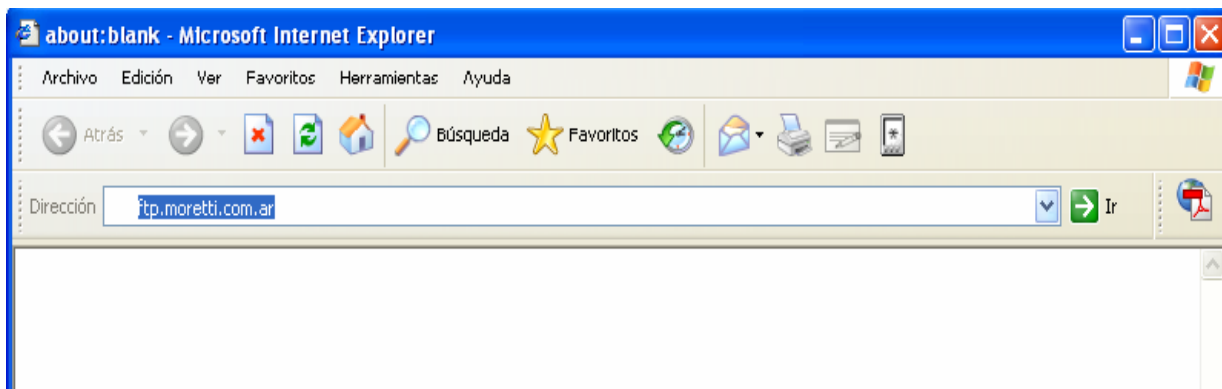 about:blank - Microsoft Internet Explorer
Archivo Edición Ver Favoritos Herramientas Ayuda
Atrás Búsqueda Favoritos
Dirección ftp.moretti.com.ar Ir